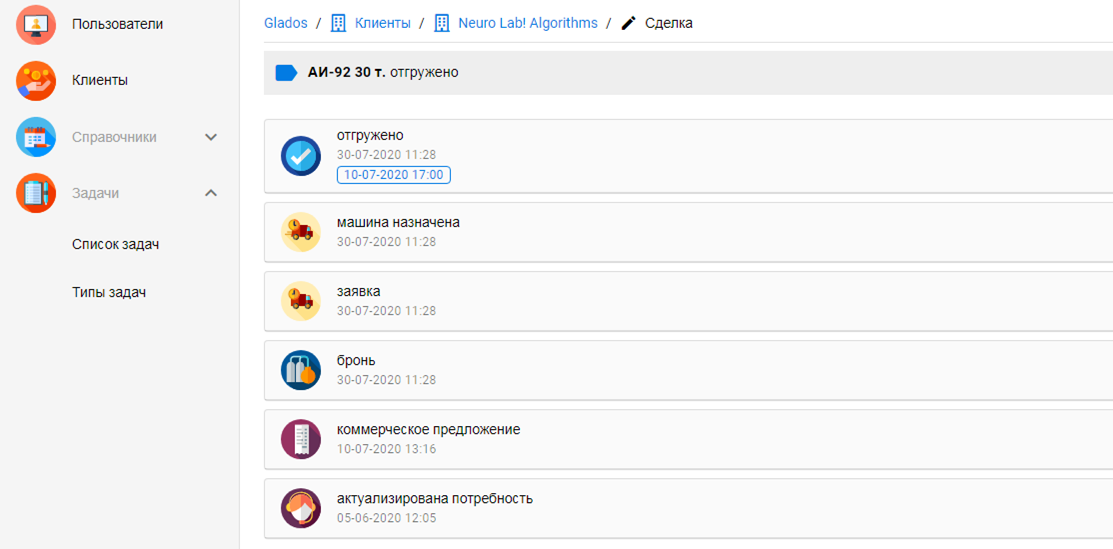 Пользователи
Клиенты
Справочники
Задачи
Список задач
Типы задач
Glados / Клиенты / Neuro Lab! Algorithms / Сделка
АИ-92 30 т. отгружено
отгружено
30-07-2020 11:28
10-07-2020 17:00
машина назначена
30-07-2020 11:28
заявка
30-07-2020 11:28
бронь
30-07-2020 11:28
коммерческое предложение
10-07-2020 13:16
актуализирована потребность
05-06-2020 12:05